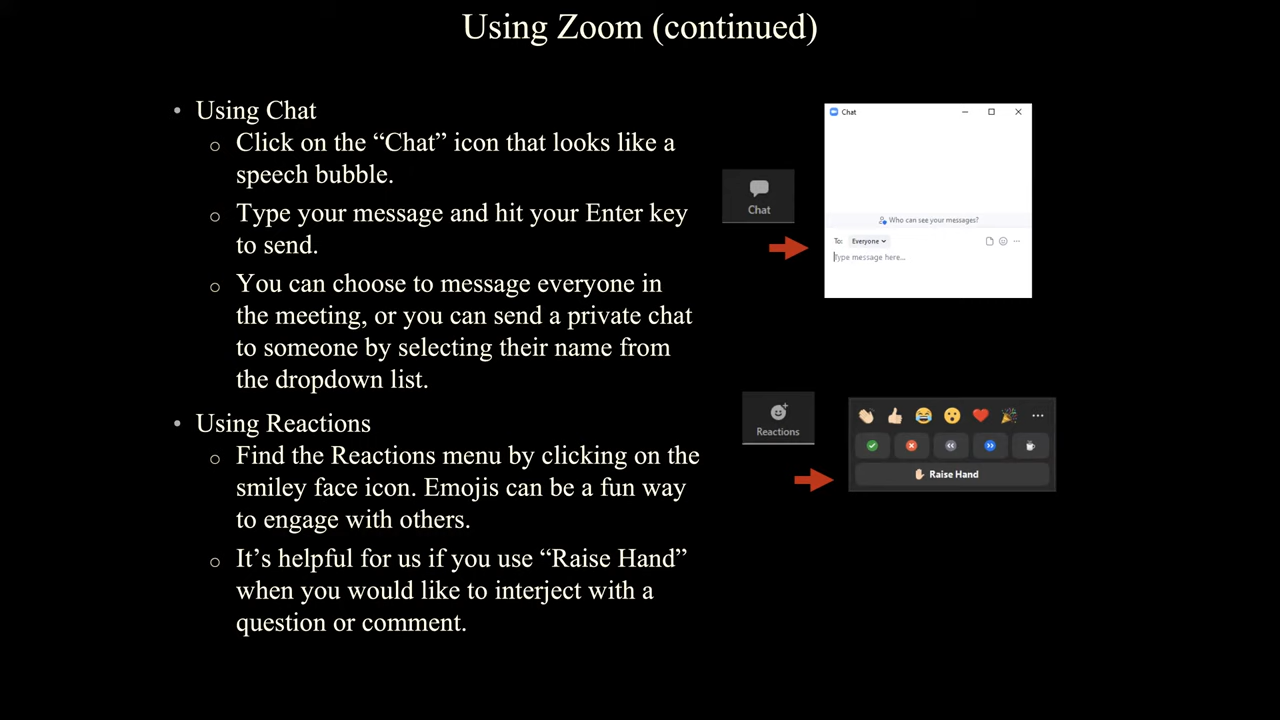 Using Zoom (continued)
• Using Chat
o Click on the “Chat” icon that looks like a
speech bubble.
o Type your message and hit your Enter key
to send.
o You can choose to message everyone in
the meeting, or you can send a private chat
to someone by selecting their name from
the dropdown list.
• Using Reactions
o Find the Reactions menu by clicking on the
smiley face icon. Emojis can be a fun way
to engage with others.
o It’s helpful for us if you use “Raise Hand”
when you would like to interject with a
question or comment.
Chat
Chat
Who can see your messages?
To: Everyone
Type message here...
Reactions
Raise Hand